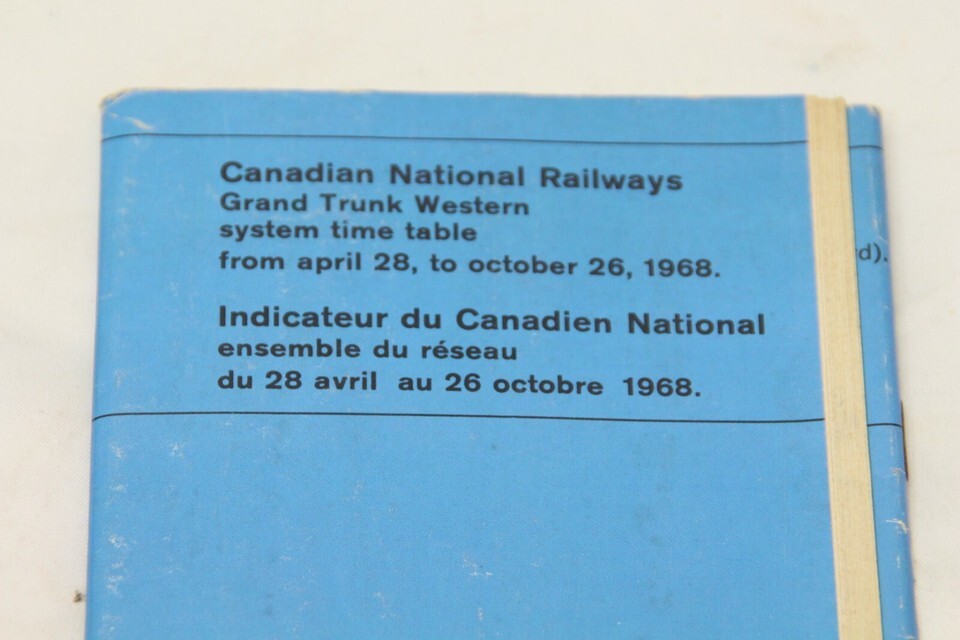 Canadian National Railways
Grand Trunk Western
system time table
from april 28, to october 26, 1968.
Indicateur du Canadien National
ensemble du réseau
du 28 avril au 26 octobre 1968.